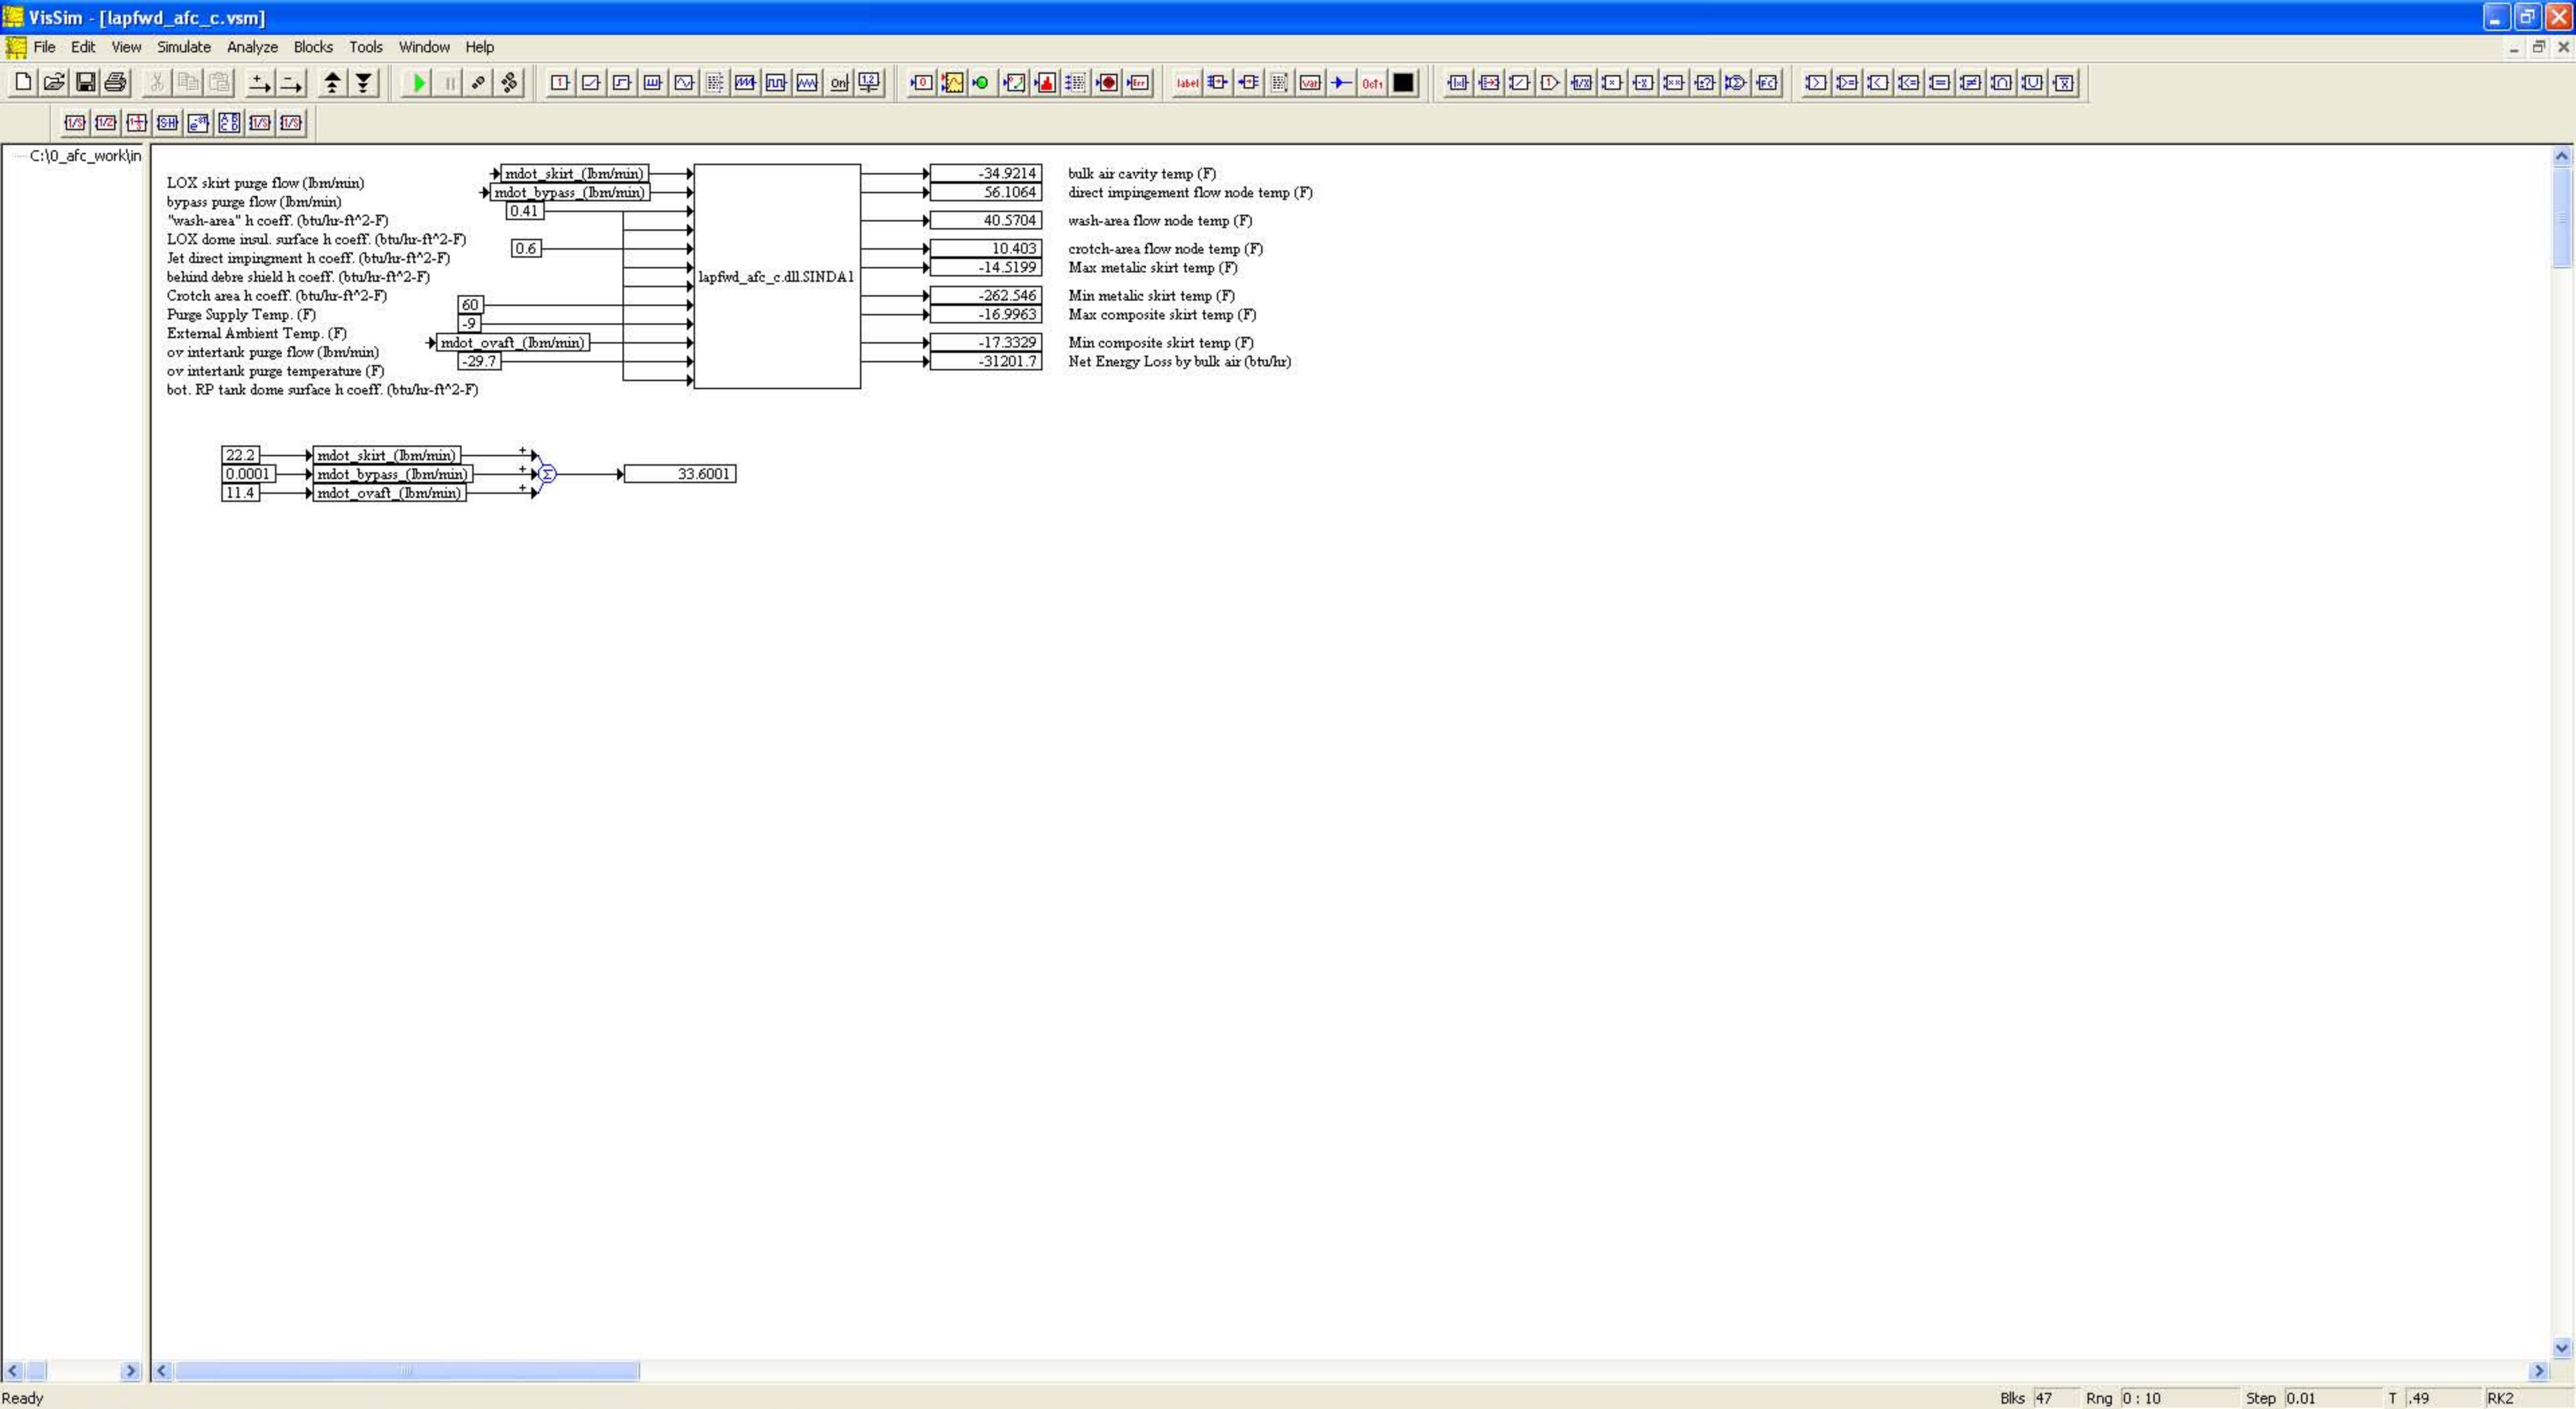 VisSim - [lapfwd_afc_c.vsm]
File Edit View Simulate Analyze Blocks Tools Window Help
C:\0_afc_work\in
LOX skirt purge flow (lbm/min)
bypass purge flow (lbm/min)
"wash-area" h coeff. (btu/hr-ft^2-F)
LOX dome insul. surface h coeff. (btu/hr-ft^2-F)
Jet direct impingment h coeff. (btu/hr-ft^2-F)
behind debre shield h coeff. (btu/hr-ft^2-F)
Crotch area h coeff. (btu/hr-ft^2-F)
Purge Supply Temp. (F)
External Ambient Temp. (F)
ov intertank purge flow (lbm/min)
ov intertank purge temperature (F)
bot. RP tank dome surface h coeff. (btu/hr-ft^2-F)
mdot_skirt_(lbm/min)
mdot_bypass_(lbm/min)
0.41
0.6
60
-9
mdot_ovaft_(lbm/min)
-29.7
lapfwd_afc_c.dll.SINDA1
-34.9214 bulk air cavity temp (F)
56.1064 direct impingement flow node temp (F)
40.5704 wash-area flow node temp (F)
10.403 crotch-area flow node temp (F)
-14.5199 Max metalic skirt temp (F)
-262.546 Min metalic skirt temp (F)
-16.9963 Max composite skirt temp (F)
-17.3329 Min composite skirt temp (F)
-31201.7 Net Energy Loss by bulk air (btu/hr)
22.2 mdot_skirt_(lbm/min) +
0.0001 mdot_bypass_(lbm/min) + Σ 33.6001
11.4 mdot_ovaft_(lbm/min) +
Ready Blks 47 Rng 0 : 10 Step 0.01 T .49 RK2